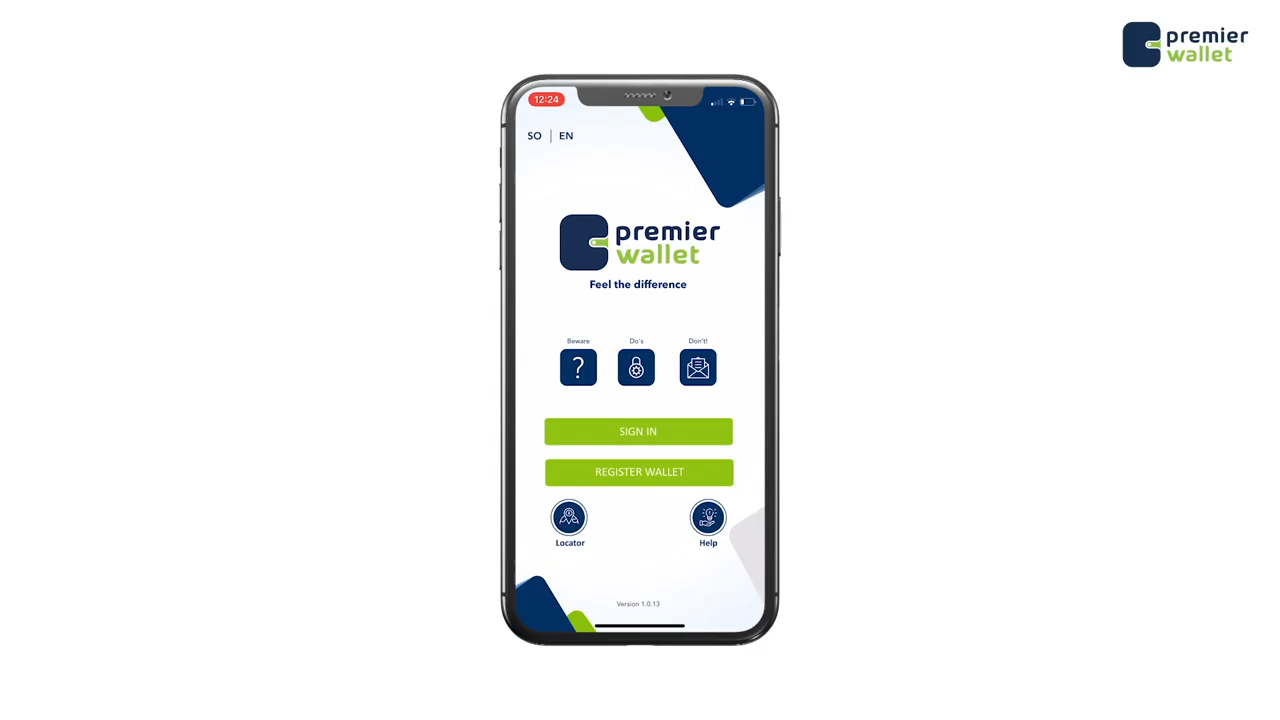 premier
wallet
12:24
SO | EN
premier
wallet
Feel the difference
Beware
Do's
Don't!
SIGN IN
REGISTER WALLET
Locator
Help
Version 1.0.13